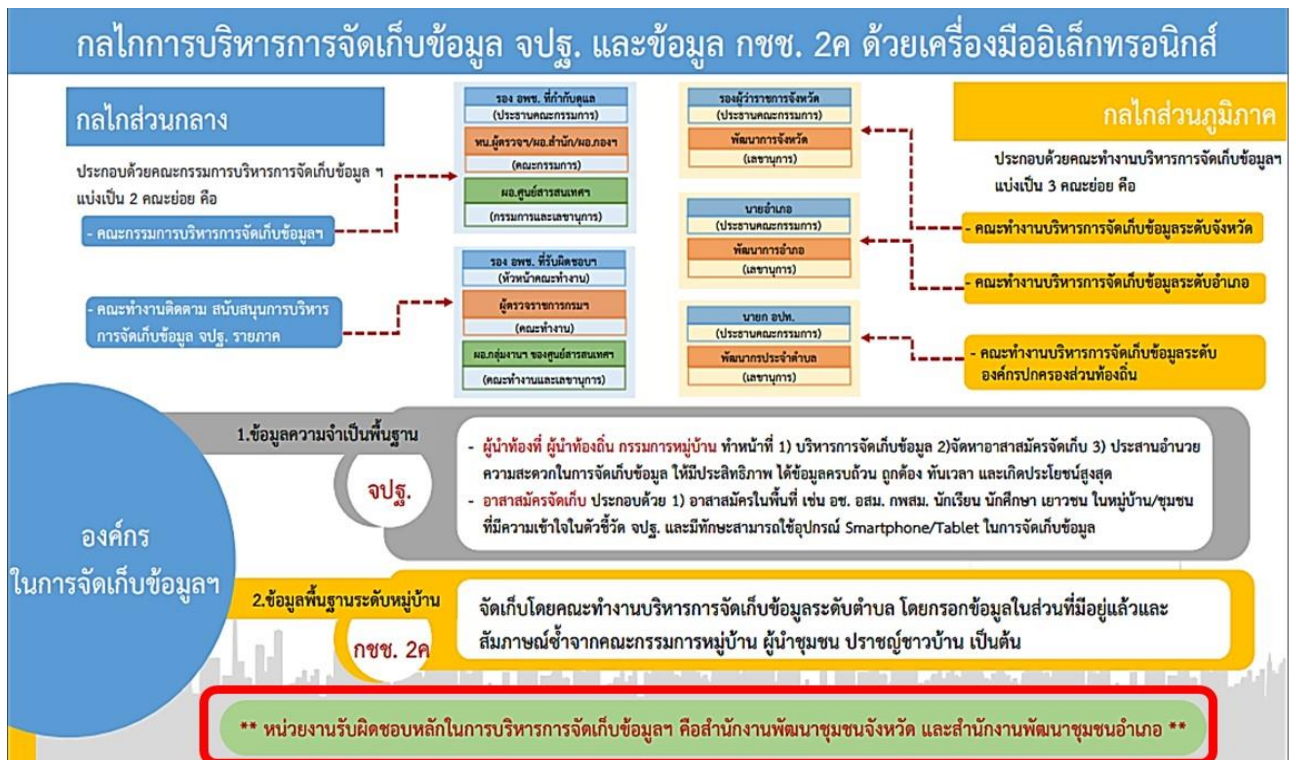 กลไกการบริหารการจัดเก็บข้อมูล จปฐ. และข้อมูล กชช. 2ค ด้วยเครื่องมืออิเล็กทรอนิกส์
กลไกส่วนกลาง
ประกอบด้วยคณะกรรมการบริหารการจัดเก็บข้อมูล ฯ
แบ่งเป็น 2 คณะย่อย คือ
- คณะกรรมการบริหารการจัดเก็บข้อมูลฯ
- คณะทำงานติดตาม สนับสนุนการบริหาร
การจัดเก็บข้อมูล จปฐ. รายภาค
รอง อพช. ที่กำกับดูแล
(ประธานคณะกรรมการ)
หน.ผู้ตรวจฯ/ผอ.สำนัก/ผอ.กองฯ
(คณะกรรมการ)
ผอ.ศูนย์สารสนเทศฯ
(กรรมการและเลขานุการ)
รอง อพช. ที่รับผิดชอบฯ
(หัวหน้าคณะทำงาน)
ผู้ตรวจราชการกรมฯ
(คณะทำงาน)
ผอ.กลุ่มงานฯ ของศูนย์สารสนเทศฯ
(คณะทำงานและเลขานุการ)
รองผู้ว่าราชการจังหวัด
(ประธานคณะกรรมการ)
พัฒนาการจังหวัด
(เลขานุการ)
นายอำเภอ
(ประธานคณะกรรมการ)
พัฒนาการอำเภอ
(เลขานุการ)
นายก อปท.
(ประธานคณะกรรมการ)
พัฒนากรประจำตำบล
(เลขานุการ)
กลไกส่วนภูมิภาค
ประกอบด้วยคณะทำงานบริหารการจัดเก็บข้อมูลฯ
แบ่งเป็น 3 คณะย่อย คือ
- คณะทำงานบริหารการจัดเก็บข้อมูลระดับจังหวัด
- คณะทำงานบริหารการจัดเก็บข้อมูลระดับอำเภอ
- คณะทำงานบริหารการจัดเก็บข้อมูลระดับ
องค์กรปกครองส่วนท้องถิ่น
องค์กร
ในการจัดเก็บข้อมูลฯ
1.ข้อมูลความจำเป็นพื้นฐาน
จปฐ.
- ผู้นำท้องที่ ผู้นำท้องถิ่น กรรมการหมู่บ้าน ทำหน้าที่ 1) บริหารการจัดเก็บข้อมูล 2)จัดหาอาสาสมัครจัดเก็บ 3) ประสานอำนวย
ความสะดวกในการจัดเก็บข้อมูล ให้มีประสิทธิภาพ ได้ข้อมูลครบถ้วน ถูกต้อง ทันเวลา และเกิดประโยชน์สูงสุด
- อาสาสมัครจัดเก็บ ประกอบด้วย 1) อาสาสมัครในพื้นที่ เช่น อช. อสม. กพสม. นักเรียน นักศึกษา เยาวชน ในหมู่บ้าน/ชุมชน
ที่มีความเข้าใจในตัวชี้วัด จปฐ. และมีทักษะสามารถใช้อุปกรณ์ Smartphone/Tablet ในการจัดเก็บข้อมูล
2.ข้อมูลพื้นฐานระดับหมู่บ้าน
กชช. 2ค
จัดเก็บโดยคณะทำงานบริหารการจัดเก็บข้อมูลระดับตำบล โดยกรอกข้อมูลในส่วนที่มีอยู่แล้วและ
สัมภาษณ์ซ้ำจากคณะกรรมการหมู่บ้าน ผู้นำชุมชน ปราชญ์ชาวบ้าน เป็นต้น
** หน่วยงานรับผิดชอบหลักในการบริหารการจัดเก็บข้อมูลฯ คือสำนักงานพัฒนาชุมชนจังหวัด และสำนักงานพัฒนาชุมชนอำเภอ **